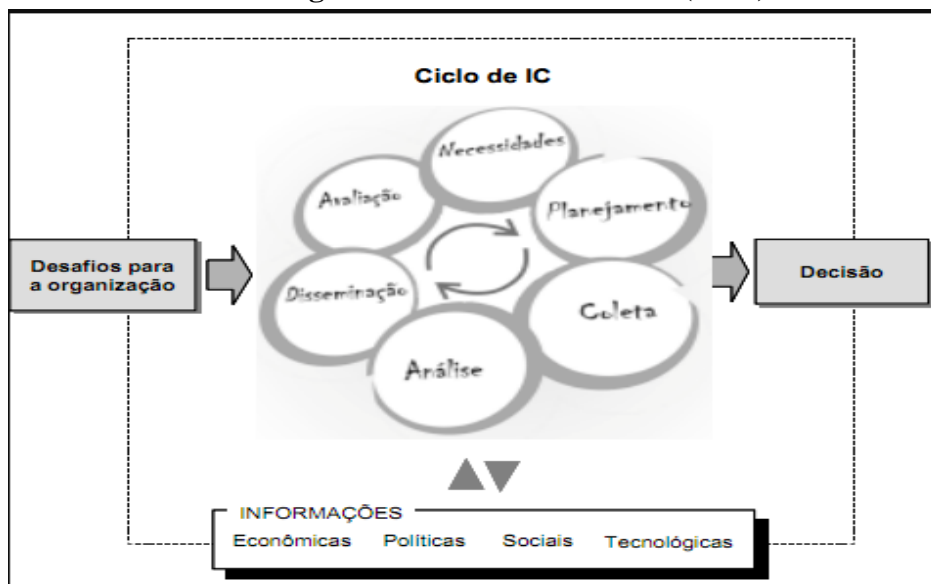 Ciclo de IC
Necessidades
Avaliação
Planejamento
Desafios para
a organização
Decisão
Disseminação
Coleta
Análise
INFORMAÇÕES
Econômicas Políticas Sociais Tecnológicas